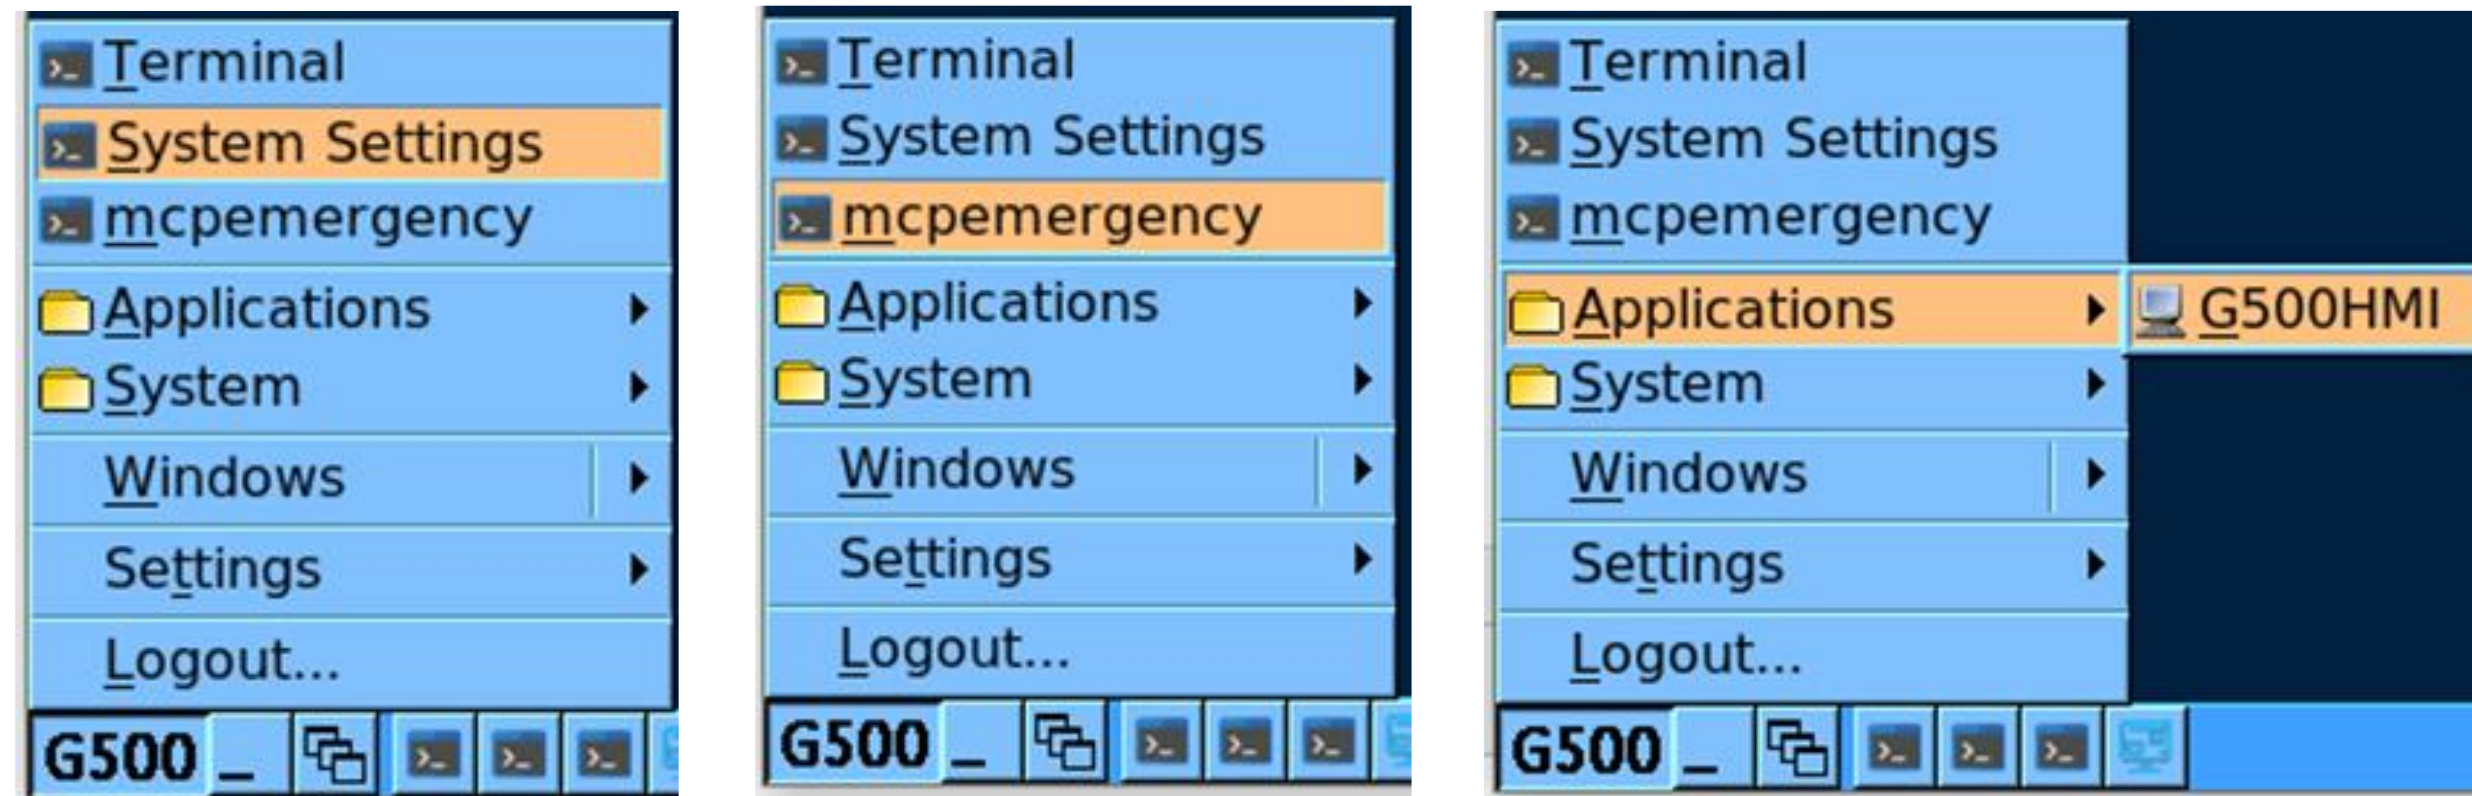 Terminal
System Settings
mcpemergency
Applications
System
Windows
Settings
Logout...
G500
Terminal
System Settings
mcpemergency
Applications
System
Windows
Settings
Logout...
G500
Terminal
System Settings
mcpemergency
Applications G500HMI
System
Windows
Settings
Logout...
G500